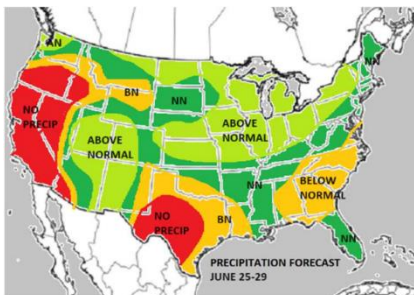 AN
NN
NO
PRECIP
BN
NN
ABOVE
NORMAL
ABOVE
NORMAL
NN
BELOW
NORMAL
NO
PRECIP
BN
NN
PRECIPITATION FORECAST
JUNE 25-29